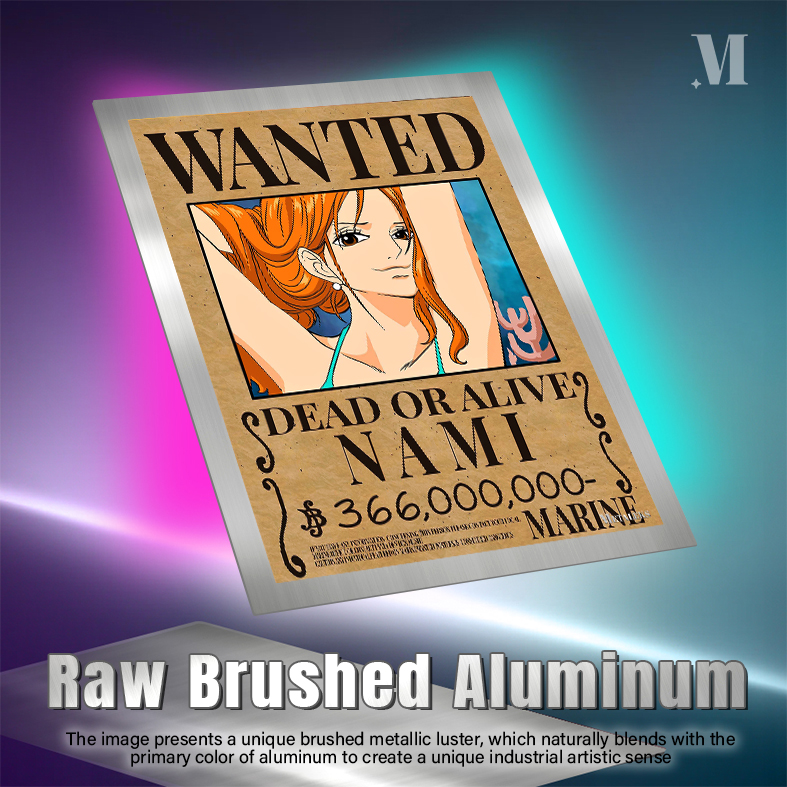 M
WANTED
DEAD OR ALIVE
NAMI
฿ 366,000,000-
MARINE
Raw Brushed Aluminum
The image presents a unique brushed metallic luster, which naturally blends with the
primary color of aluminum to create a unique industrial artistic sense